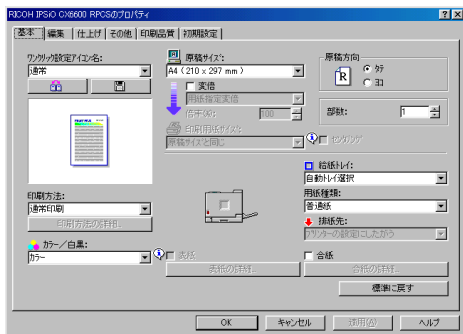 RICOH IPSiO CX6600 RPCSのプロパティ
基本 編集 仕上げ その他 印刷品質 初期設定
ワンクリック設定アイコン名:
通常
原稿サイズ:
A4 (210 x 297 mm)
変倍
用紙指定変倍
倍率(%): 100
印刷用紙サイズ:
原稿サイズと同じ
原稿方向
R
タテ
ヨコ
部数: 1
給紙トレイ:
自動トレイ選択
用紙種類:
普通紙
排紙先:
プリンターの設定にしたがう
印刷方法:
通常印刷
印刷方法の詳細...
カラー/白黒:
カラー
表紙
表紙の詳細...
合紙
合紙の詳細...
標準に戻す
OK キャンセル 適用(A) ヘルプ